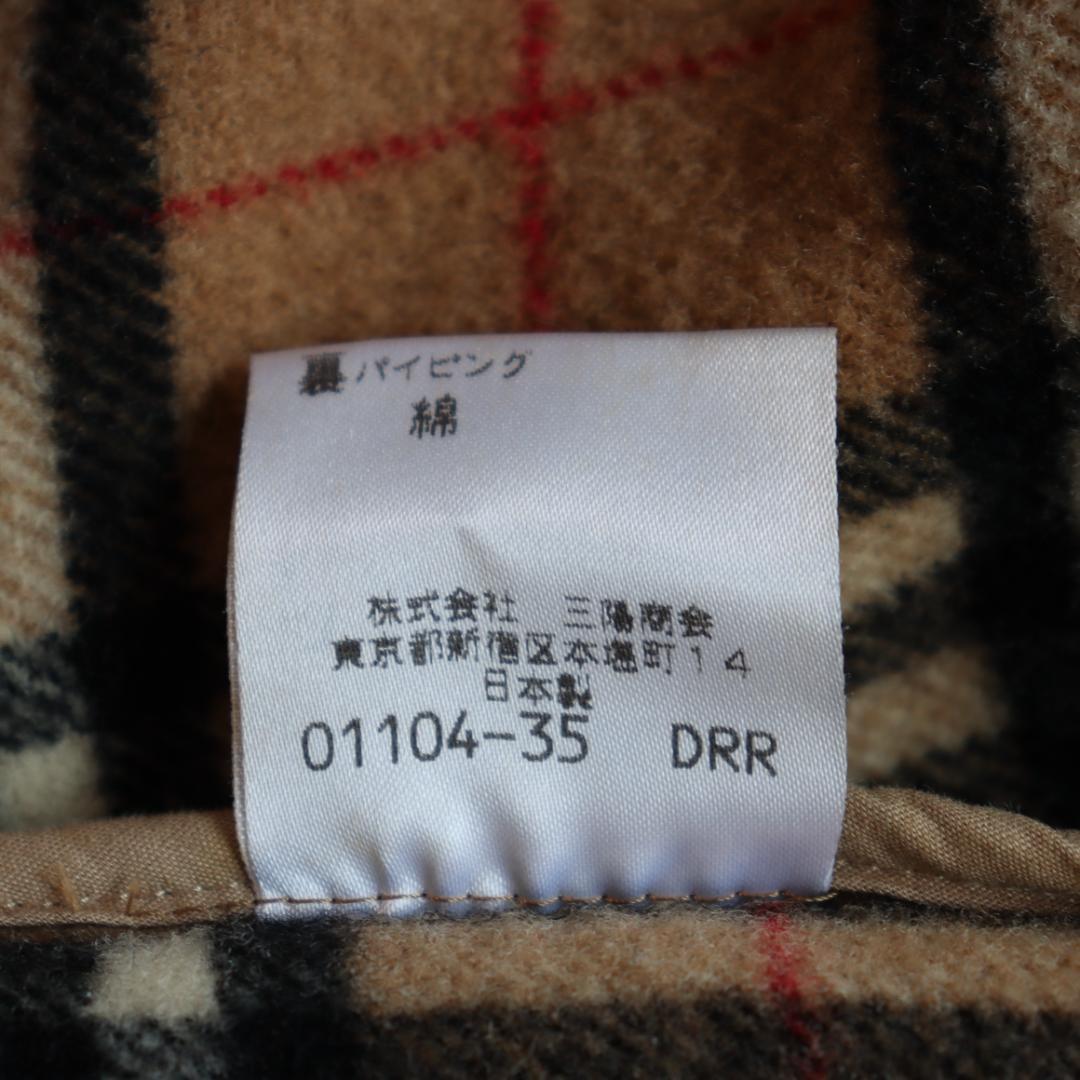 裏パイピング
綿
株式会社 三陽商会
東京都新宿区本塩町14
日本製
01104-35 DRR